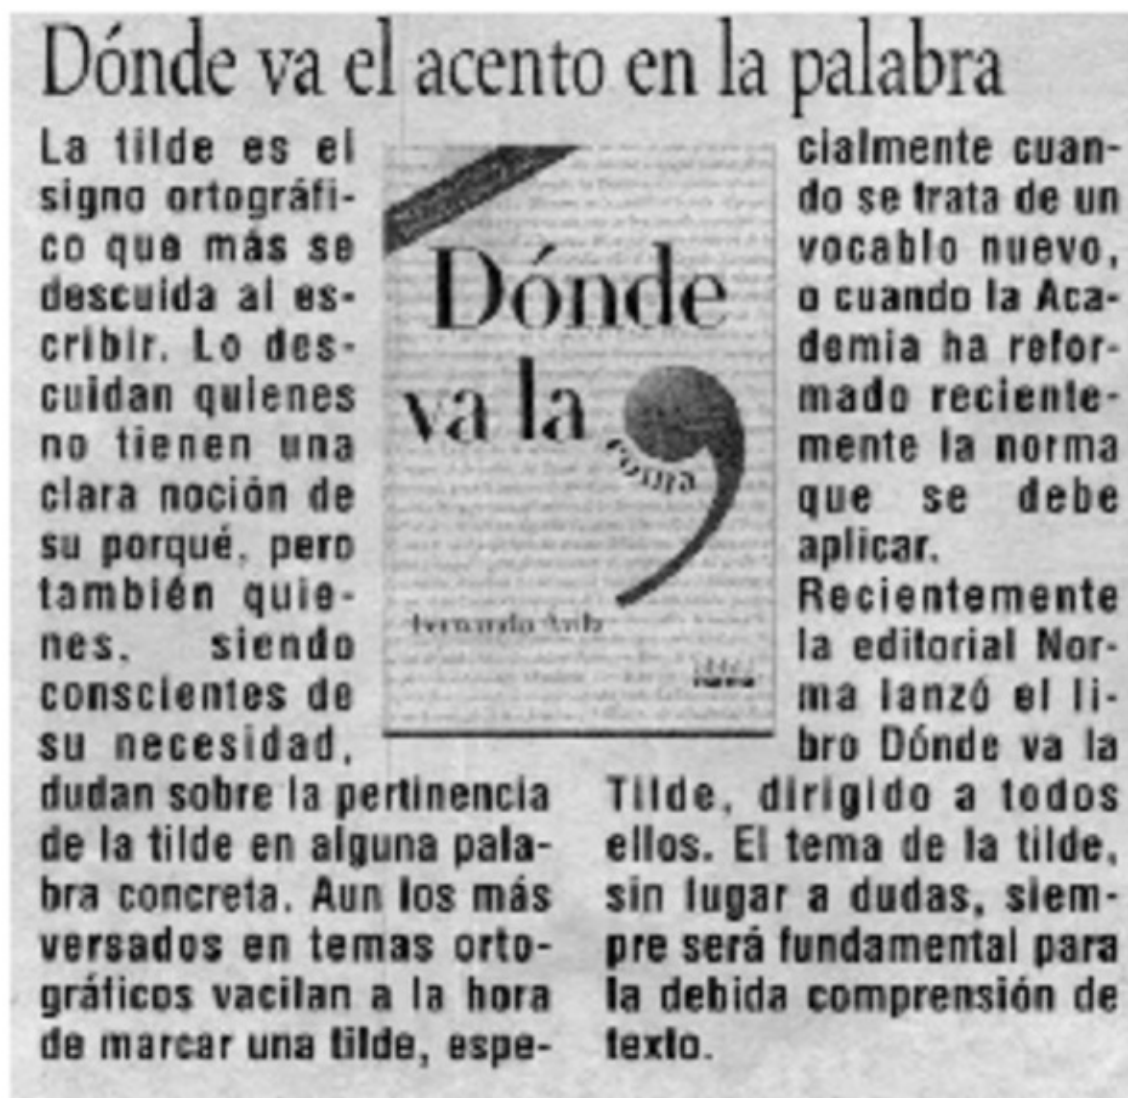 Dónde va el acento en la palabra
La tilde es el
signo ortográfi-
co que más se
descuida al es-
cribir. Lo des-
cuidan quienes
no tienen una
clara noción de
su porqué, pero
también quie-
nes, siendo
conscientes de
su necesidad,
dudan sobre la pertinencia
de la tilde en alguna pala-
bra concreta. Aun los más
versados en temas orto-
gráficos vacilan a la hora
de marcar una tilde, espe-
Dónde
va la
coma
Fernando Avila
norma
cialmente cuan-
do se trata de un
vocablo nuevo,
o cuando la Aca-
demia ha refor-
mado reciente-
mente la norma
que se debe
aplicar.
Recientemente
la editorial Nor-
ma lanzó el li-
bro Dónde va la
Tilde, dirigido a todos
ellos. El tema de la tilde,
sin lugar a dudas, siem-
pre será fundamental para
la debida comprensión de
texto.